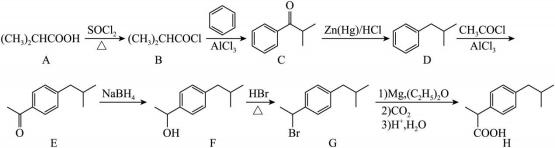 (CH₃)₂CHCOOH SOCl₂ △ (CH₃)₂CHCOCl AlCl₃ O Zn(Hg)/HCl CH₃COCl AlCl₃
A B C D
O NaBH₄ OH HBr △ Br 1)Mg,(C₂H₅)₂O 2)CO₂ 3)H⁺,H₂O COOH
E F G H